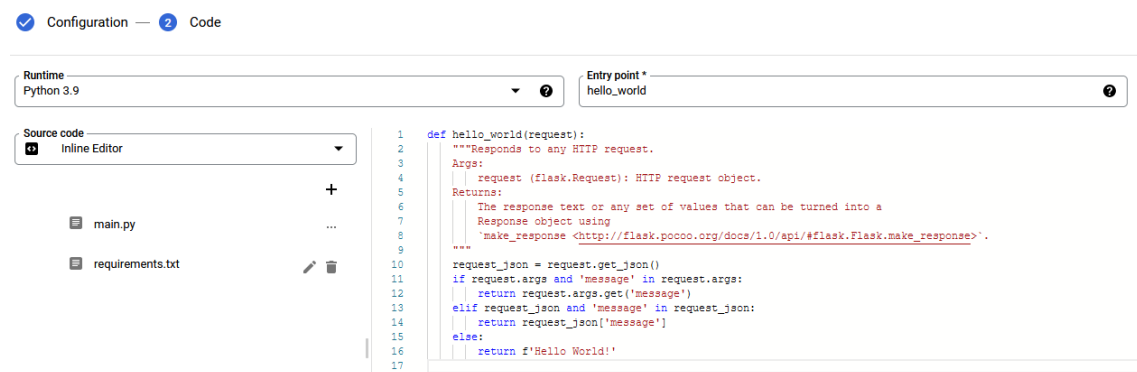 Configuration — 2 Code
Runtime
Python 3.9
Entry point *
hello_world
Source code
Inline Editor
main.py
...
requirements.txt
1 def hello_world(request):
2 """Responds to any HTTP request.
3 Args:
4 request (flask.Request): HTTP request object.
5 Returns:
6 The response text or any set of values that can be turned into a
7 Response object using
8 `make_response <http://flask.pocoo.org/docs/1.0/api/#flask.Flask.make_response>`.
9 """
10 request_json = request.get_json()
11 if request.args and 'message' in request.args:
12 return request.args.get('message')
13 elif request_json and 'message' in request_json:
14 return request_json['message']
15 else:
16 return f'Hello World!'
17